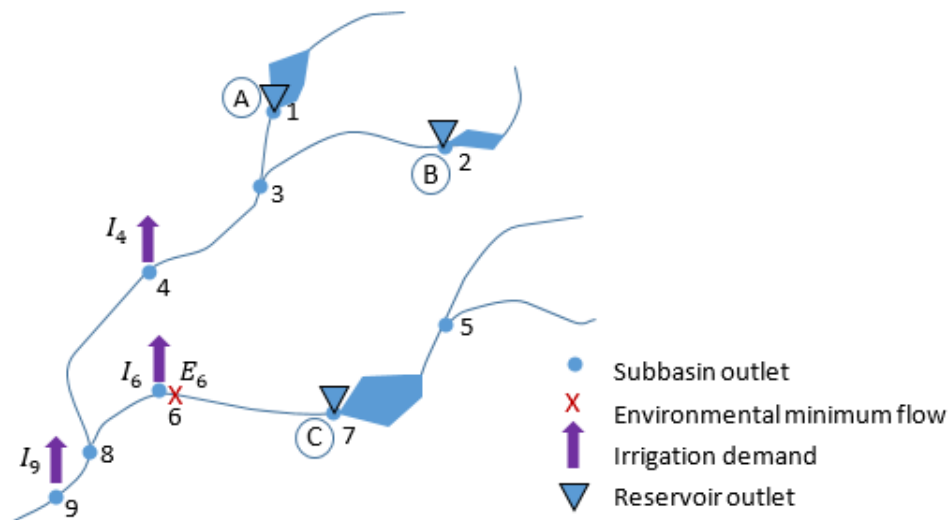 A
1
2
B
3
I₄
4
5
I₆ E₆
6
C 7
I₉
8
9
Subbasin outlet
X Environmental minimum flow
Irrigation demand
Reservoir outlet